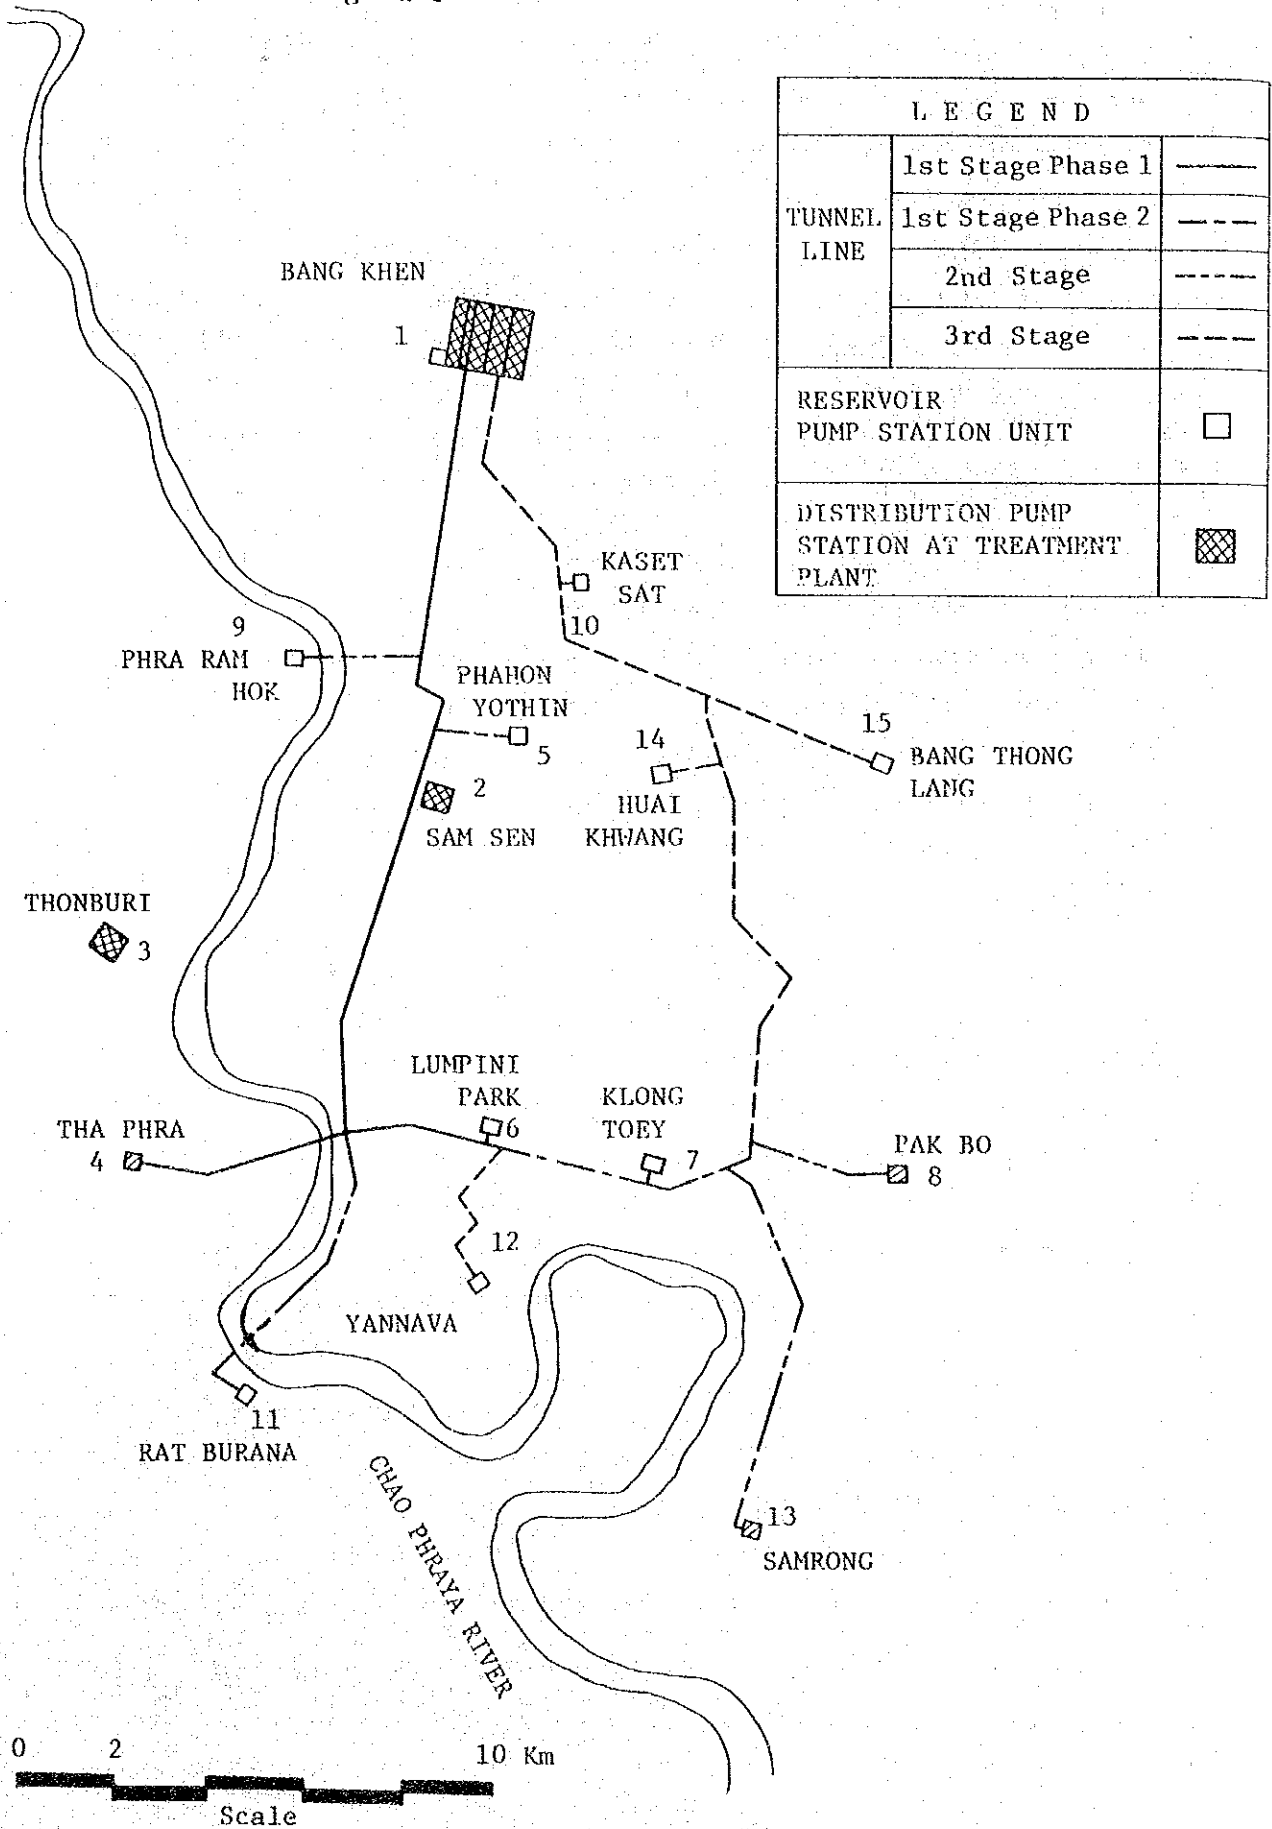 L E G E N D
TUNNEL
LINE
1st Stage Phase 1
1st Stage Phase 2
2nd Stage
3rd Stage
RESERVOIR
PUMP STATION UNIT
DISTRIBUTION PUMP
STATION AT TREATMENT
PLANT
BANG KHEN
1
KASET
SAT
10
9
PHRA RAM
HOK
PHAHON
YOTHIN
5
14
HUAI
KHWANG
15
BANG THONG
LANG
2
SAM SEN
THONBURI
3
LUMPINI
PARK
6
KLONG
TOEY
7
THA PHRA
4
PAK BO
8
12
YANNAVA
11
RAT BURANA
CHAO PHRAYA RIVER
13
SAMRONG
0 2 10 Km
Scale